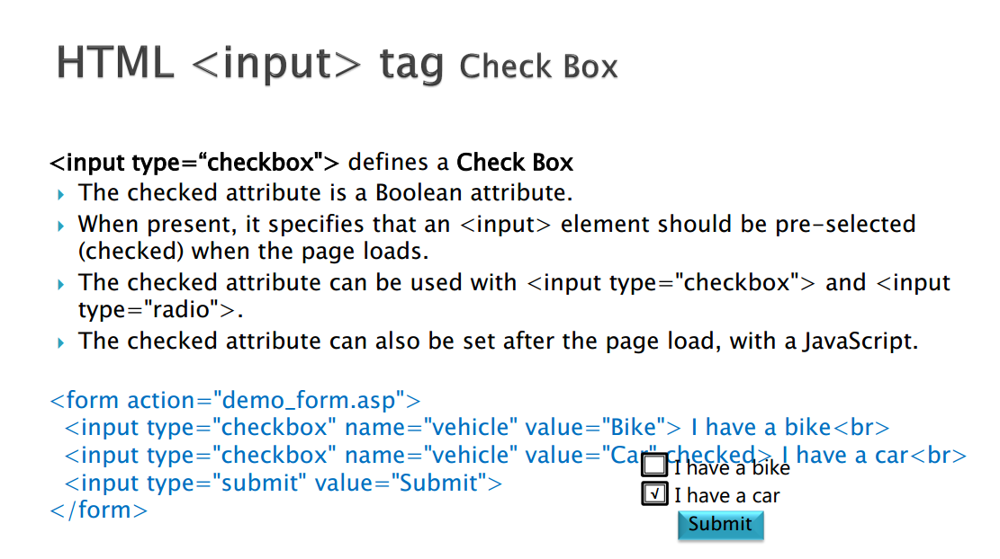 HTML <input> tag Check Box
<input type=“checkbox"> defines a Check Box
The checked attribute is a Boolean attribute.
When present, it specifies that an <input> element should be pre-selected
(checked) when the page loads.
The checked attribute can be used with <input type="checkbox"> and <input
type="radio">.
The checked attribute can also be set after the page load, with a JavaScript.
<form action="demo_form.asp">
<input type="checkbox" name="vehicle" value="Bike"> I have a bike<br>
<input type="checkbox" name="vehicle" value="Car" checked> I have a car<br>
<input type="submit" value="Submit">
</form>
I have a bike
√ I have a car
Submit